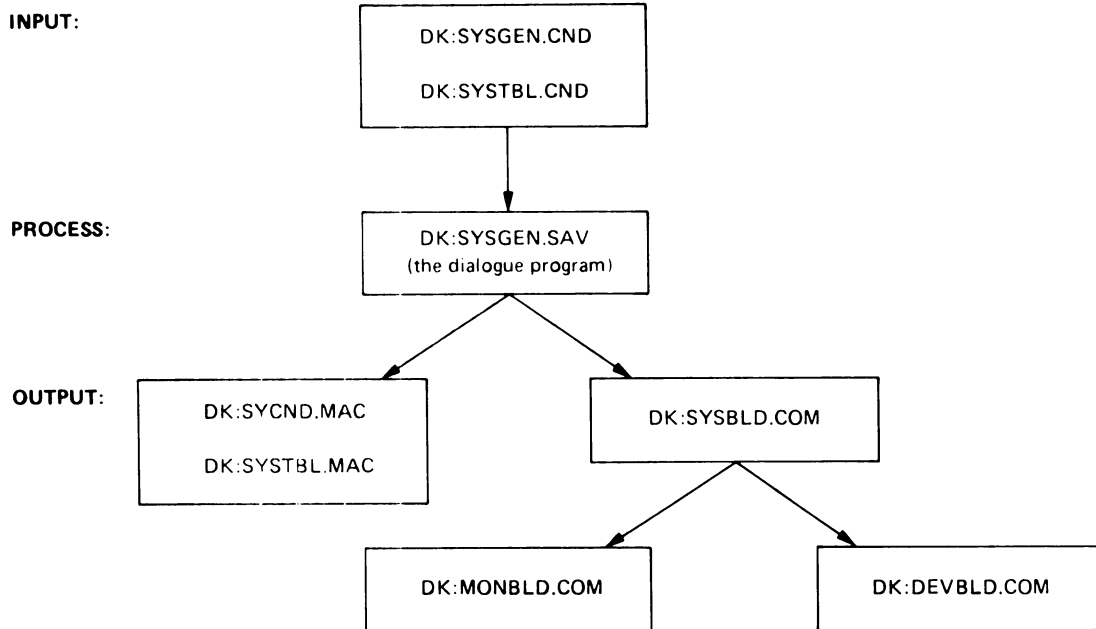 INPUT:
DK:SYSGEN.CND
DK:SYSTBL.CND
PROCESS:
DK:SYSGEN.SAV
(the dialogue program)
OUTPUT:
DK:SYCND.MAC
DK:SYSTBL.MAC
DK:SYSBLD.COM
DK:MONBLD.COM
DK:DEVBLD.COM